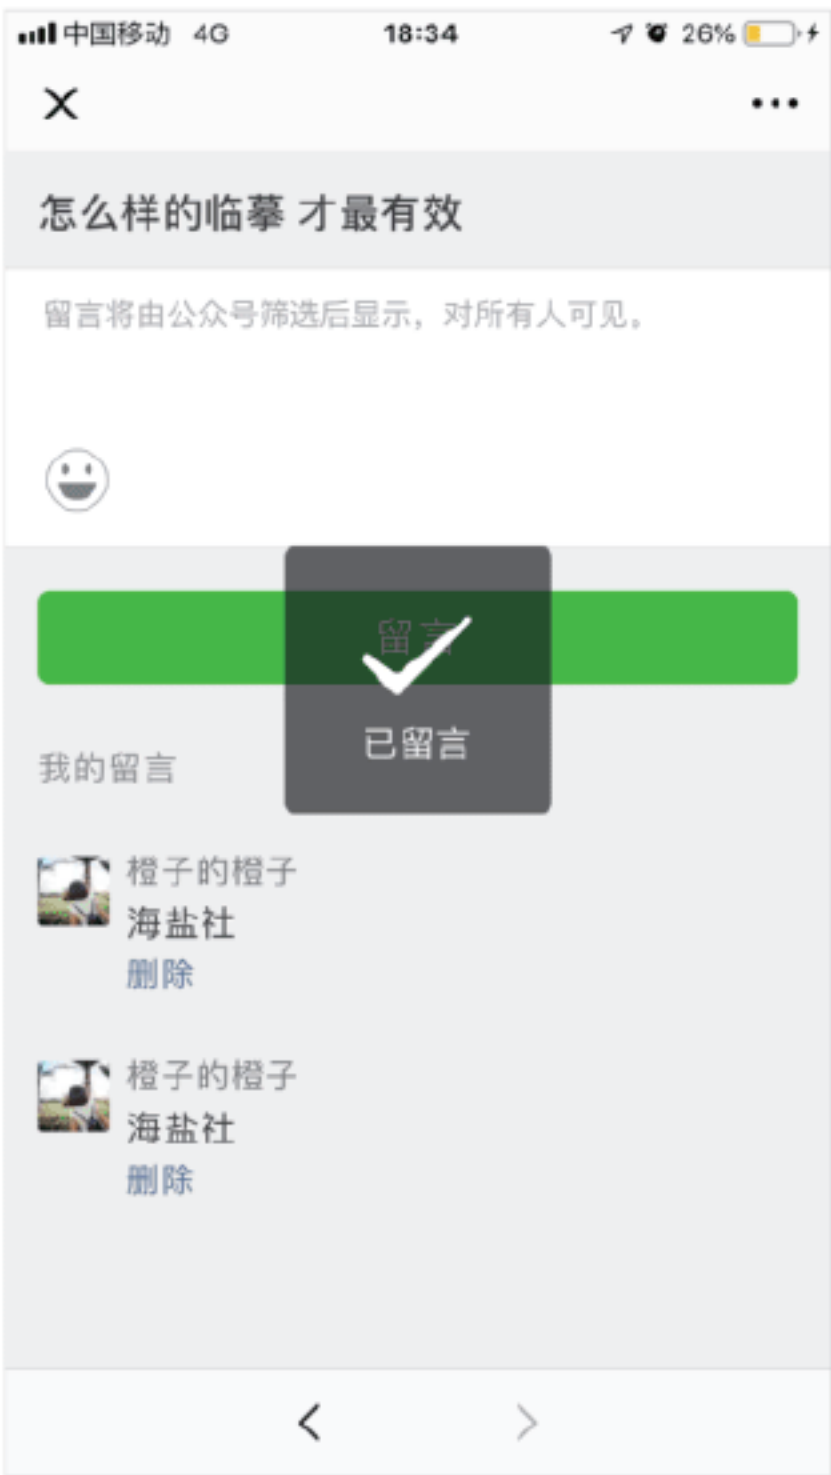 中国移动 4G 18:34 26%
怎么样的临摹 才最有效
留言将由公众号筛选后显示，对所有人可见。
留言
已留言
我的留言
橙子的橙子
海盐社
删除
橙子的橙子
海盐社
删除